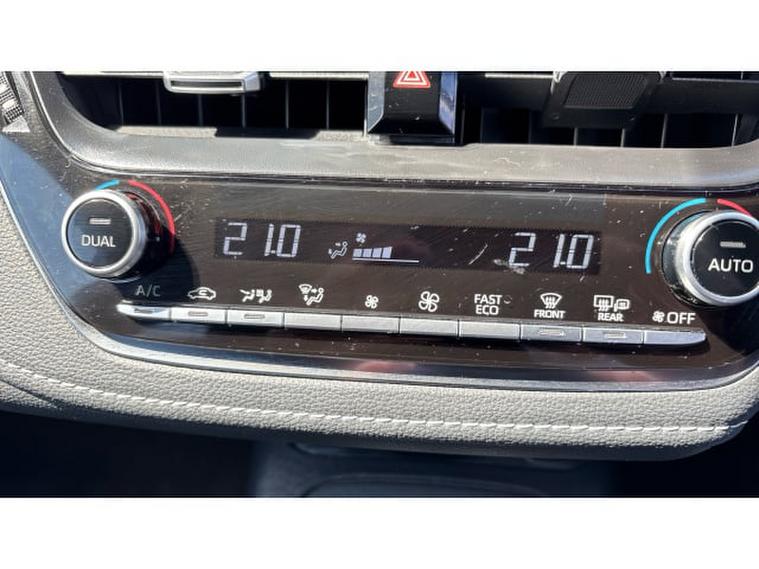 21.0 21.0
DUAL AUTO
A/C FAST ECO FRONT REAR OFF